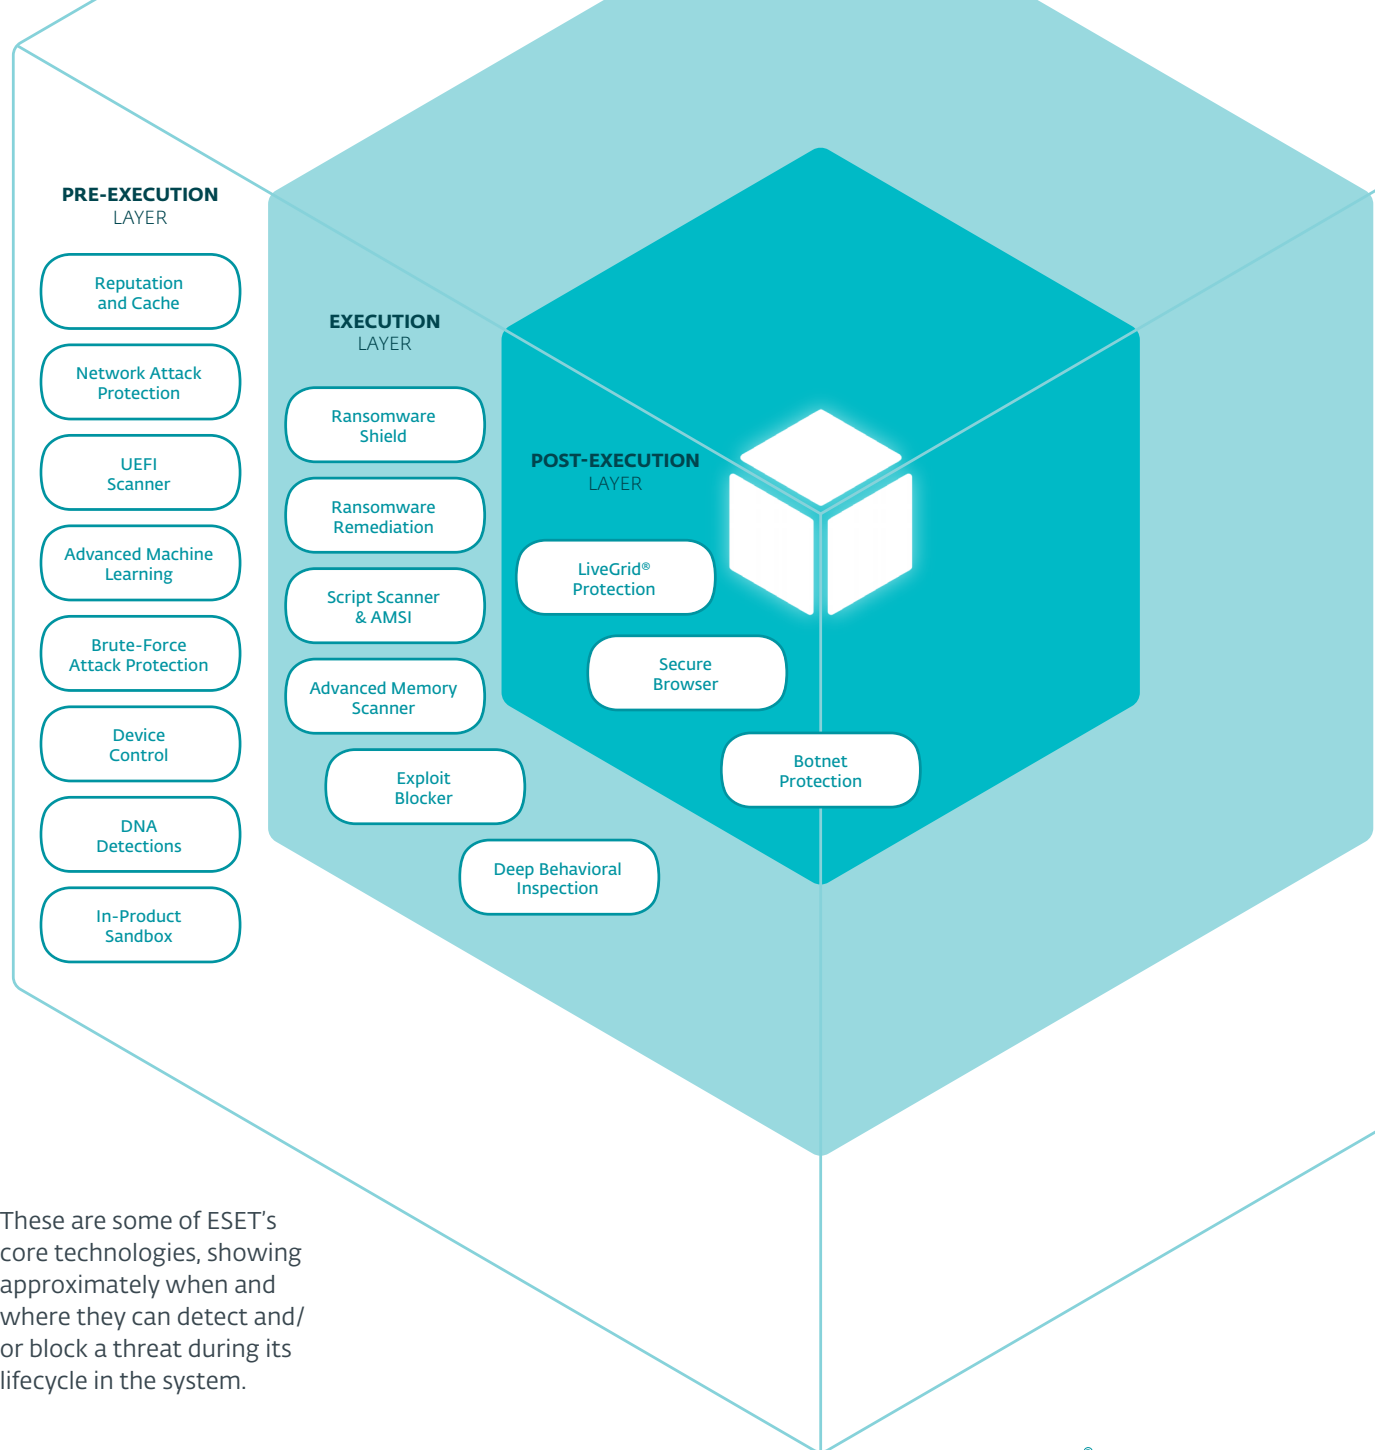 PRE-EXECUTION
LAYER
Reputation
and Cache
Network Attack
Protection
UEFI
Scanner
Advanced Machine
Learning
Brute-Force
Attack Protection
Device
Control
DNA
Detections
In-Product
Sandbox
EXECUTION
LAYER
Ransomware
Shield
Ransomware
Remediation
Script Scanner
& AMSI
Advanced Memory
Scanner
Exploit
Blocker
Deep Behavioral
Inspection
POST-EXECUTION
LAYER
LiveGrid®
Protection
Secure
Browser
Botnet
Protection
These are some of ESET’s
core technologies, showing
approximately when and
where they can detect and/
or block a threat during its
lifecycle in the system.
®